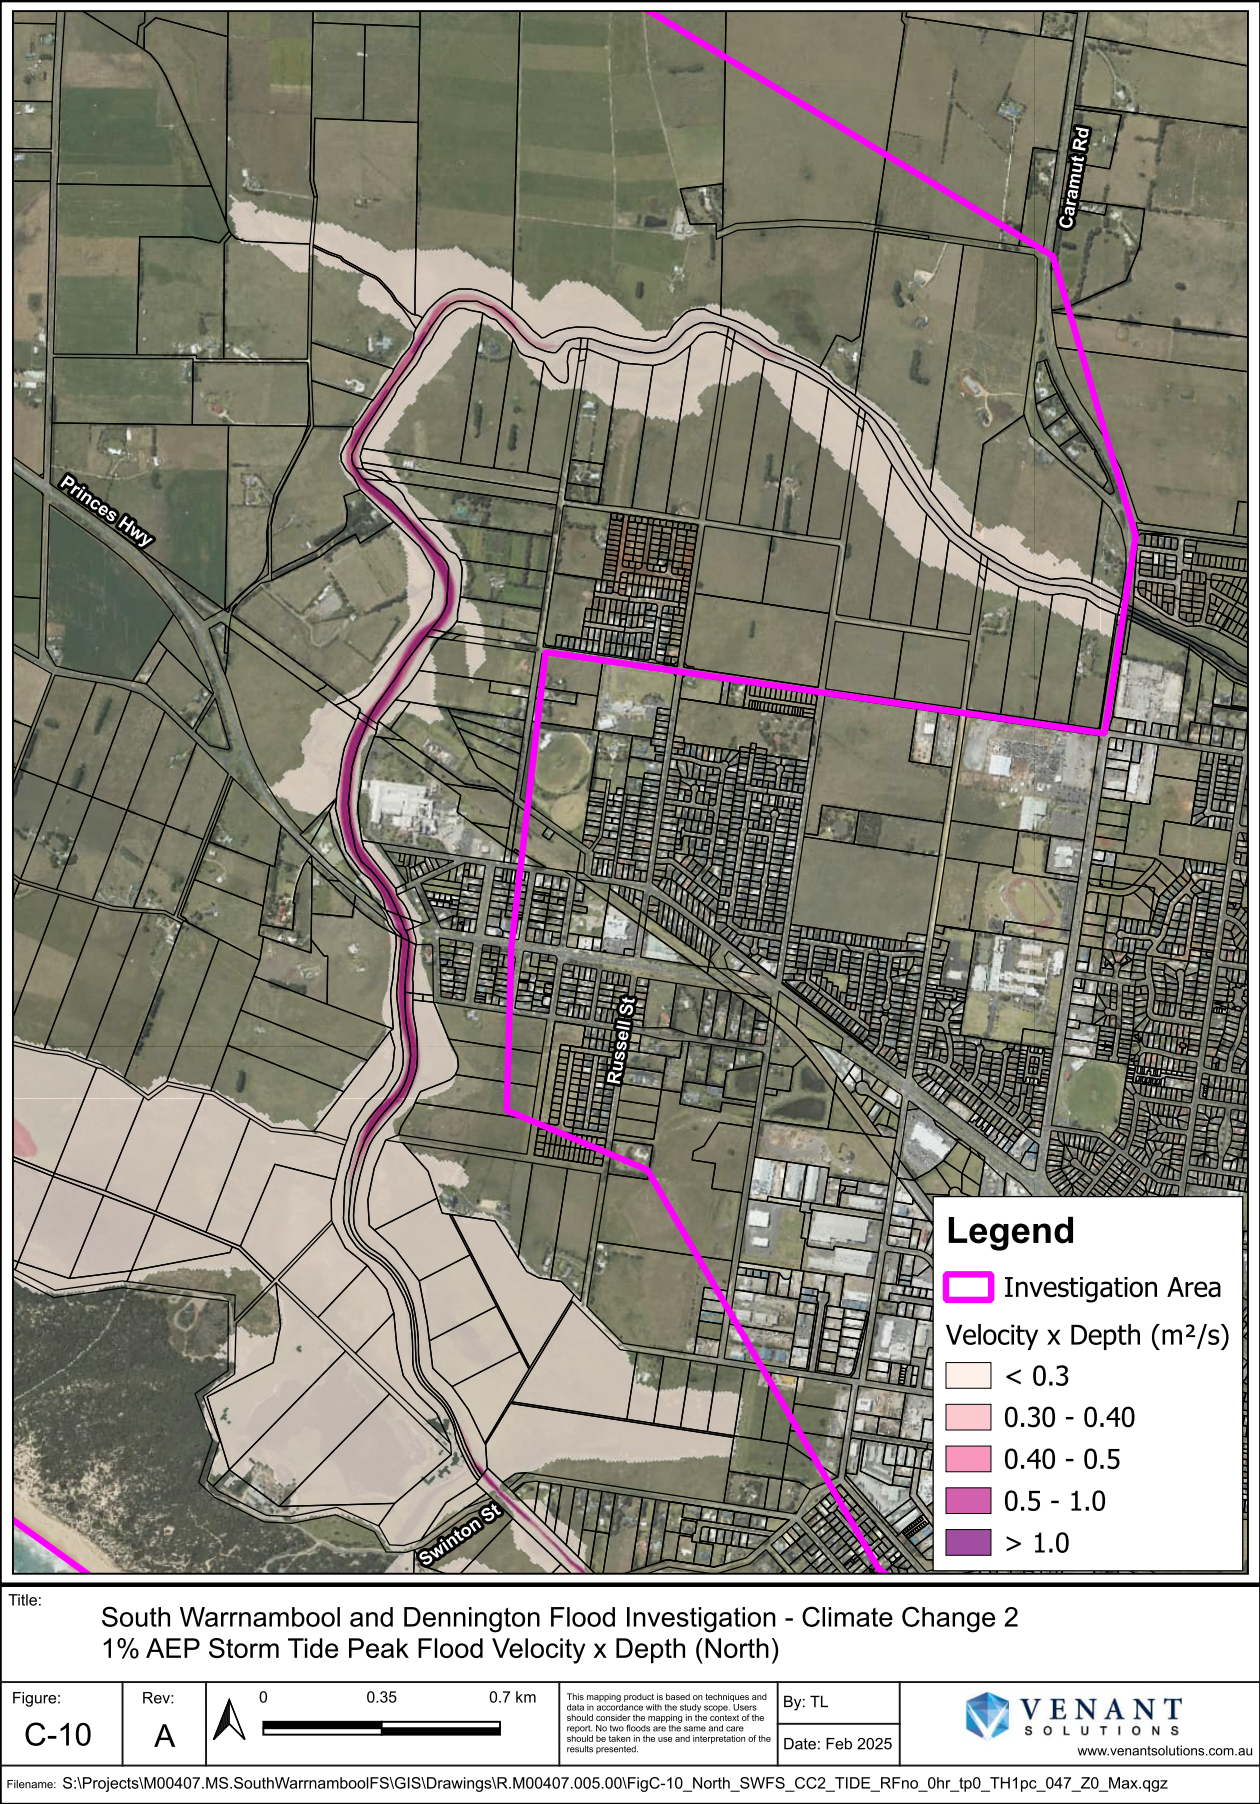 Caramut Rd
Princes Hwy
Russell St
Swinton St
Legend
Investigation Area
Velocity x Depth (m²/s)
< 0.3
0.30 - 0.40
0.40 - 0.5
0.5 - 1.0
> 1.0
Title:
South Warrnambool and Dennington Flood Investigation - Climate Change 2
1% AEP Storm Tide Peak Flood Velocity x Depth (North)
Figure:
C-10
Rev:
A
0 0.35 0.7 km
This mapping product is based on techniques and
data in accordance with the study scope. Users
should consider the mapping in the context of the
report. No two floods are the same and care
should be taken in the use and interpretation of the
results presented.
By: TL
Date: Feb 2025
VENANT
SOLUTIONS
www.venantsolutions.com.au
Filename: S:\Projects\M00407.MS.SouthWarrnamboolFS\GIS\Drawings\R.M00407.005.00\FigC-10_North_SWFS_CC2_TIDE_RFno_0hr_tp0_TH1pc_047_Z0_Max.qgz